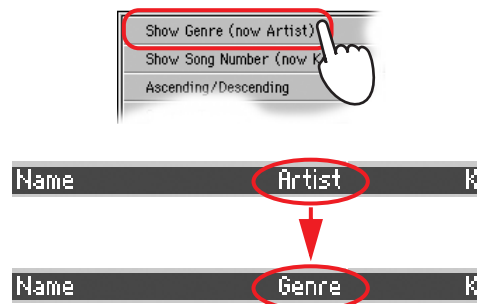 Show Genre (now Artist)
Show Song Number (now K
Ascending/Descending
Name Artist K
Name Genre K